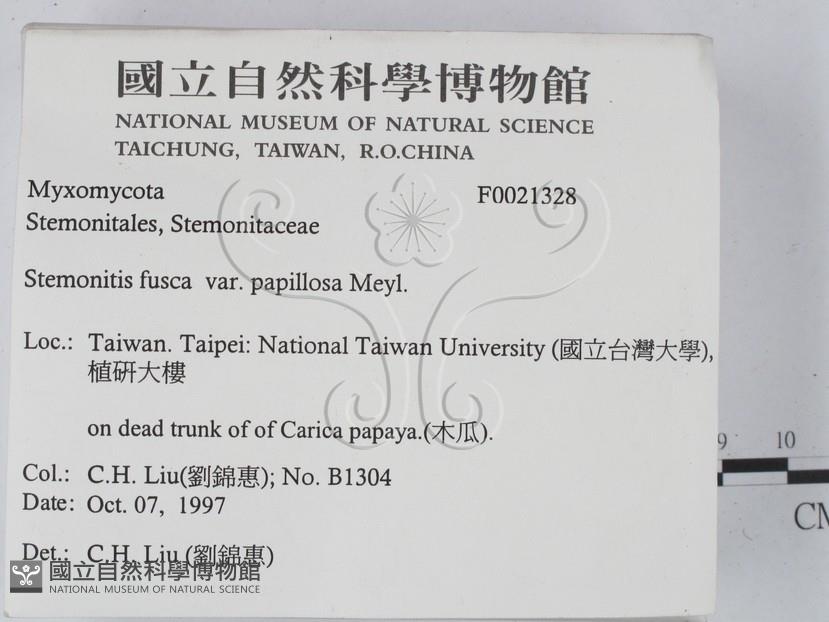 國立自然科學博物館
NATIONAL MUSEUM OF NATURAL SCIENCE
TAICHUNG, TAIWAN, R.O.CHINA
Myxomycota F0021328
Stemonitales, Stemonitaceae
Stemonitis fusca var. papillosa Meyl.
Loc.: Taiwan. Taipei: National Taiwan University (國立台灣大學),
植研大樓
on dead trunk of of Carica papaya.(木瓜).
Col.: C.H. Liu(劉錦惠); No. B1304
Date: Oct. 07, 1997
Det.: C.H. Liu (劉錦惠)
國立自然科學博物館
NATIONAL MUSEUM OF NATURAL SCIENCE
9 10
CM